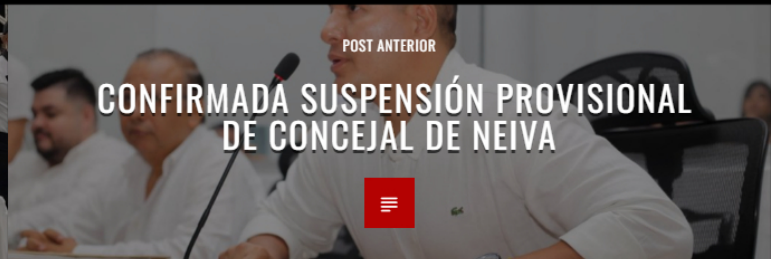 POST ANTERIOR
CONFIRMADA SUSPENSIÓN PROVISIONAL
DE CONCEJAL DE NEIVA